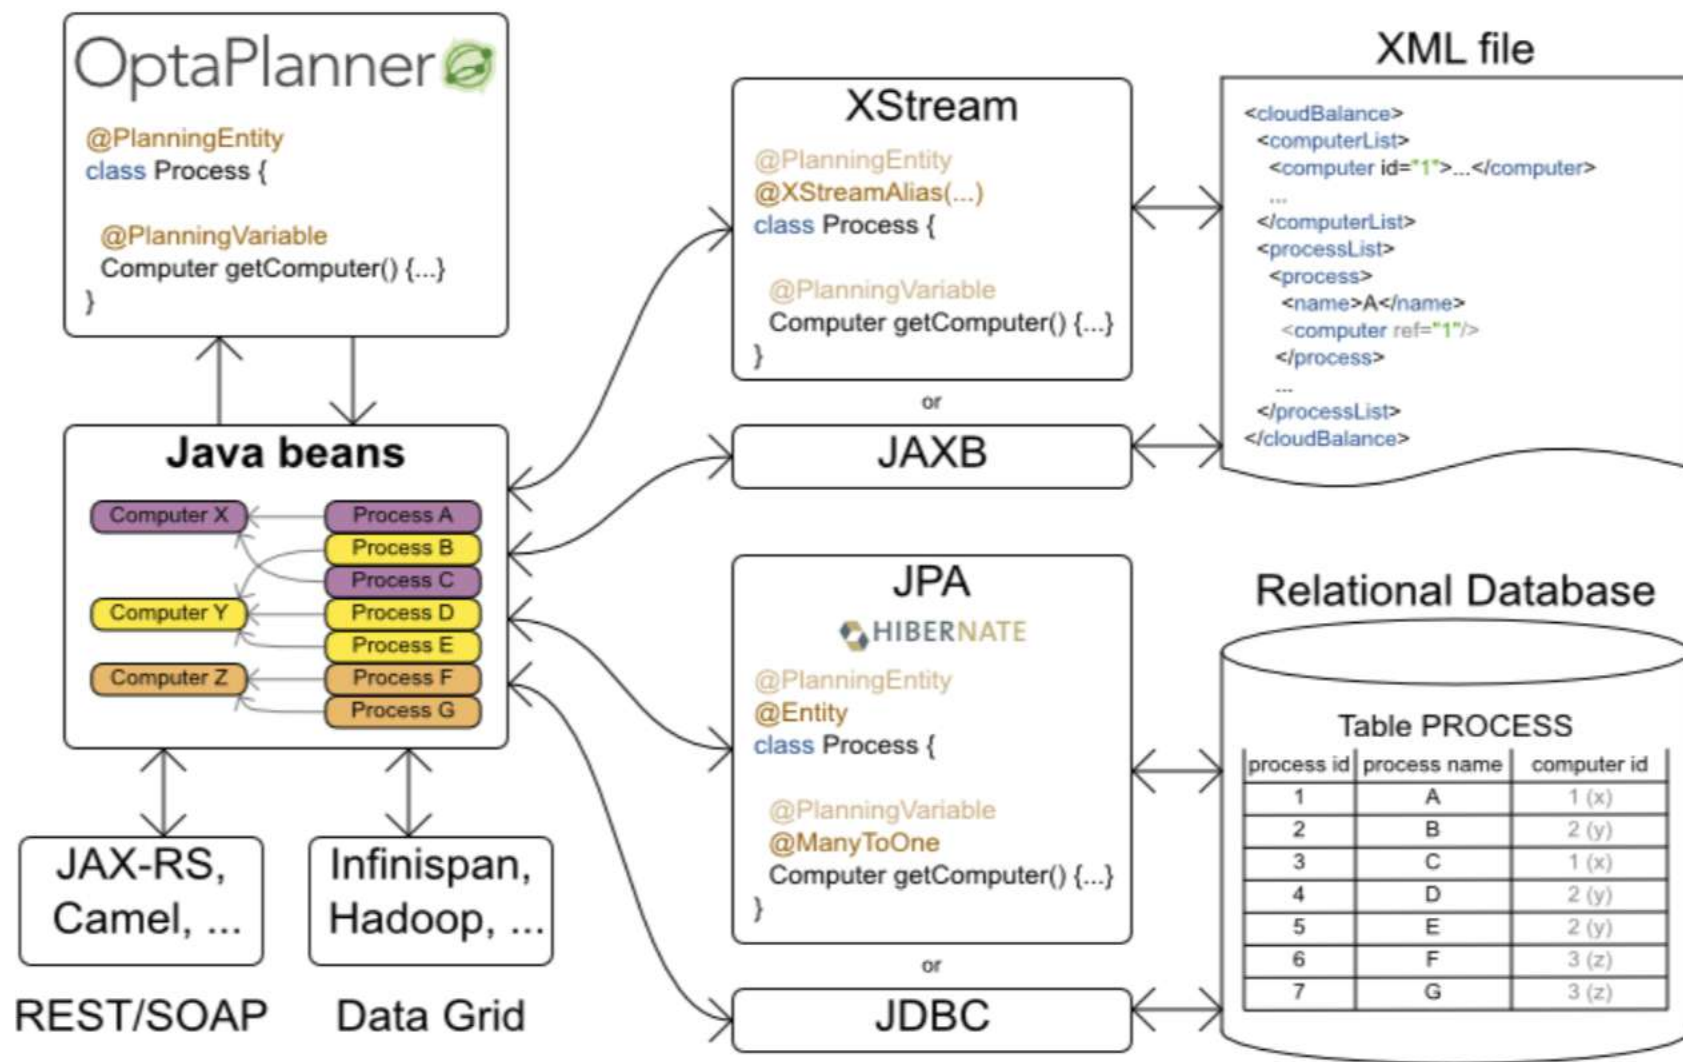 OptaPlanner
@PlanningEntity
class Process {
@PlanningVariable
Computer getComputer() {...}
}
Java beans
Computer X
Process A
Process B
Process C
Computer Y
Process D
Process E
Computer Z
Process F
Process G
JAX-RS,
Camel, ...
REST/SOAP
Infinispan,
Hadoop, ...
Data Grid
XStream
@PlanningEntity
@XStreamAlias(...)
class Process {
@PlanningVariable
Computer getComputer() {...}
}
or
JAXB
JPA
HIBERNATE
@PlanningEntity
@Entity
class Process {
@PlanningVariable
@ManyToOne
Computer getComputer() {...}
}
or
JDBC
XML file
<cloudBalance>
<computerList>
<computer id="1">...</computer>
...
</computerList>
<processList>
<process>
<name>A</name>
<computer ref="1"/>
</process>
...
</processList>
</cloudBalance>
Relational Database
Table PROCESS
process id process name computer id
1 A 1 (x)
2 B 2 (y)
3 C 1 (x)
4 D 2 (y)
5 E 2 (y)
6 F 3 (z)
7 G 3 (z)